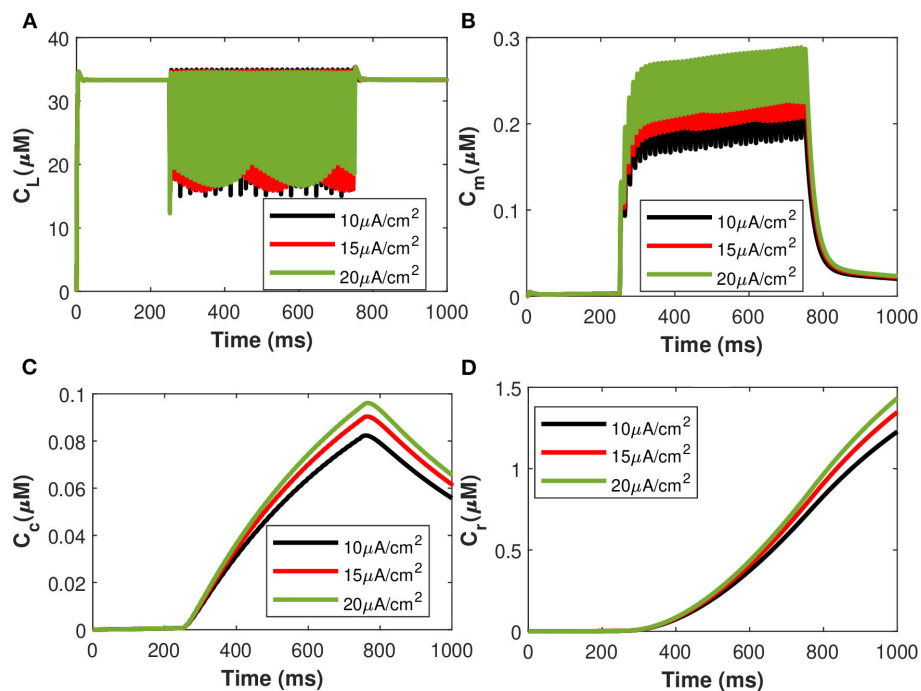 A
C_L(μM)
40
30
20
10
0
10μA/cm²
15μA/cm²
20μA/cm²
0 200 400 600 800 1000
Time (ms)
B
C_m(μM)
0.3
0.2
0.1
0
10μA/cm²
15μA/cm²
20μA/cm²
0 200 400 600 800 1000
Time (ms)
C
C_c(μM)
0.1
0.08
0.06
0.04
0.02
0
10μA/cm²
15μA/cm²
20μA/cm²
0 200 400 600 800 1000
Time (ms)
D
C_r(μM)
1.5
1
0.5
0
10μA/cm²
15μA/cm²
20μA/cm²
0 200 400 600 800 1000
Time (ms)